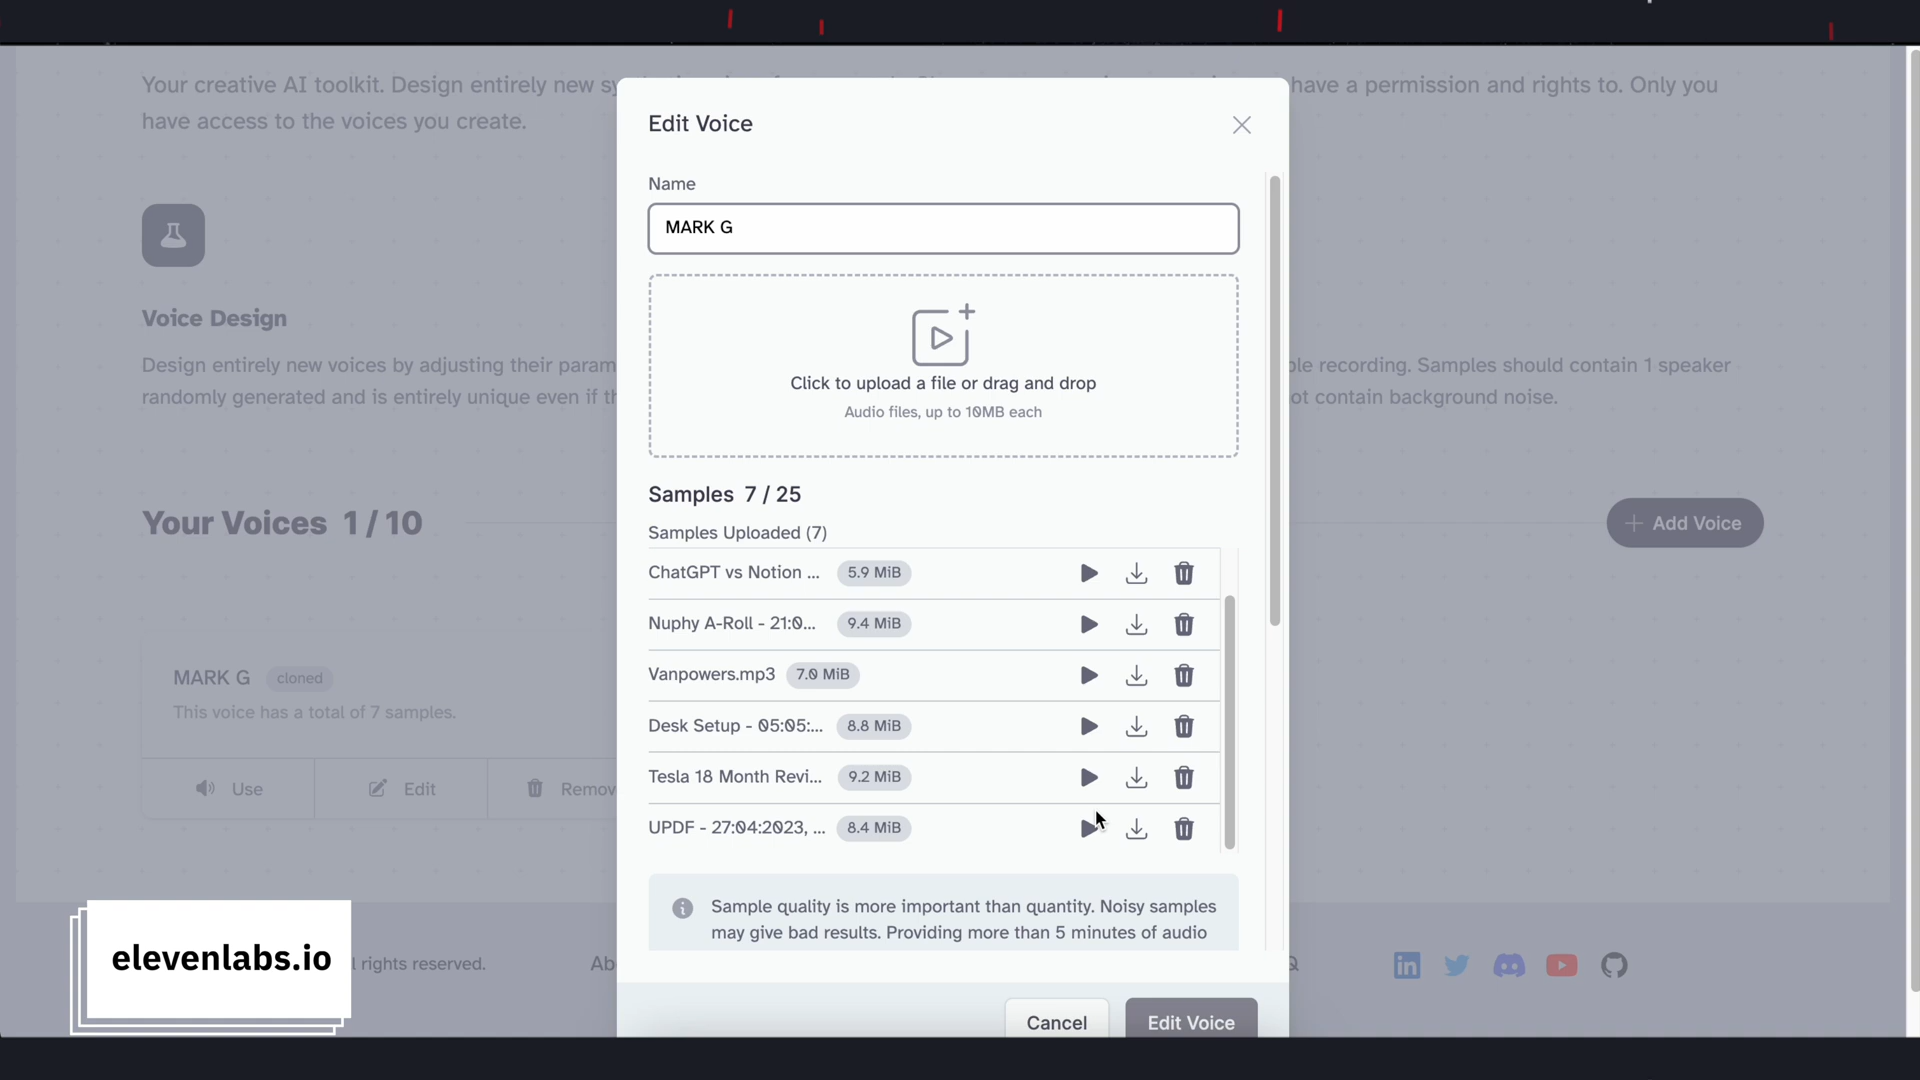 Your creative AI toolkit. Design entirely new
have a permission and rights to. Only you
have access to the voices you create.
Edit Voice
Name
MARK G
Click to upload a file or drag and drop
Audio files, up to 10MB each
Voice Design
Design entirely new voices by adjusting their
recording. Samples should contain 1 speaker
randomly generated and is entirely unique even if
contain background noise.
Samples 7 / 25
Samples Uploaded (7)
Your Voices 1 / 10
+ Add Voice
ChatGPT vs Notion ... 5.9 MiB
Nuphy A-Roll - 21:0... 9.4 MiB
Vanpowers.mp3 7.0 MiB
Desk Setup - 05:05:... 8.8 MiB
Tesla 18 Month Revi... 9.2 MiB
UPDF - 27:04:2023, ... 8.4 MiB
MARK G cloned
This voice has a total of 7 samples.
Use
Edit
Remov
Sample quality is more important than quantity. Noisy samples
may give bad results. Providing more than 5 minutes of audio
elevenlabs.io
rights reserved.
Cancel
Edit Voice